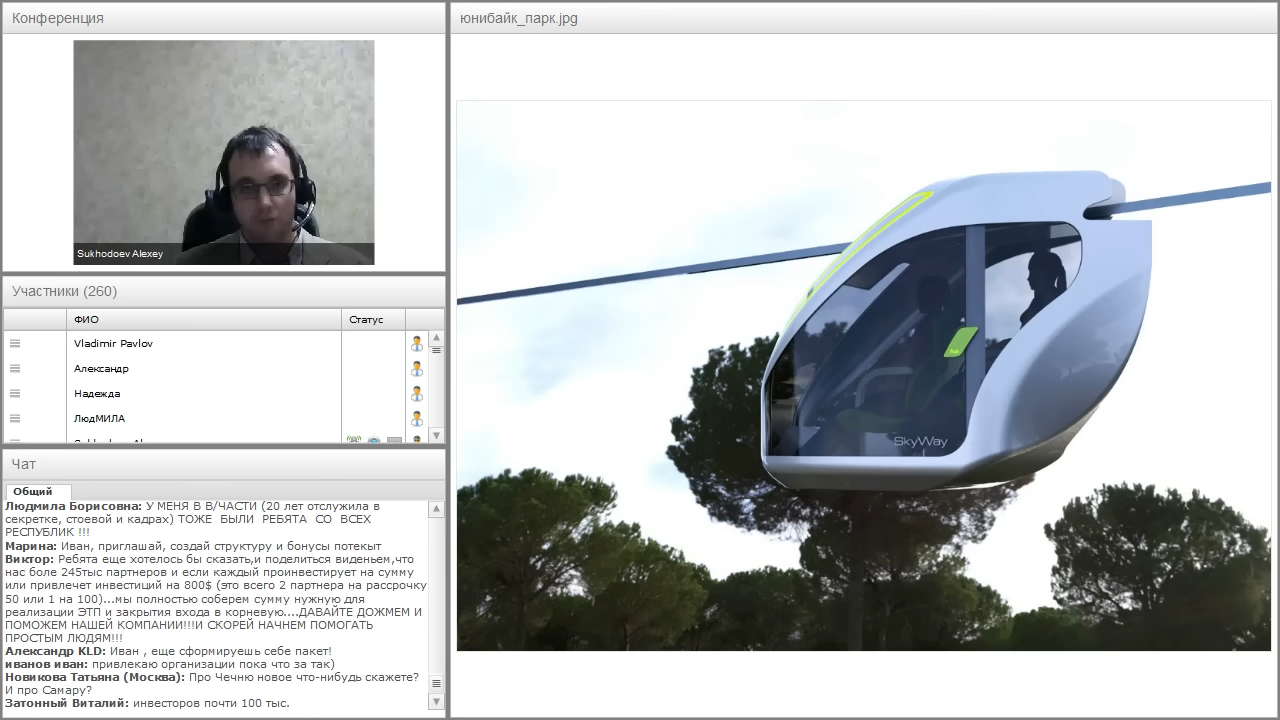 Конференция
Sukhodoev Alexey
Участники (260)
ФИО Статус
Vladimir Pavlov
Александр
Надежда
ЛюдМИЛА
Чат
Общий
Людмила Борисовна: У МЕНЯ В В/ЧАСТИ (20 лет отслужила в
секретке, стоевой и кадрах) ТОЖЕ БЫЛИ РЕБЯТА СО ВСЕХ
РЕСПУБЛИК !!!
Марина: Иван, приглашай, создай структуру и бонусы потекыт
Виктор: Ребята еще хотелось бы сказать,и поделиться виденьем,что
нас боле 245тыс партнеров и если каждый проинвестирует на сумму
или привлечет инвестиций на 800$ (это всего 2 партнера на рассрочку
50 или 1 на 100)...мы полностью соберем сумму нужную для
реализации ЭТП и закрытия входа в корневую....ДАВАЙТЕ ДОЖМЕМ И
ПОМОЖЕМ НАШЕЙ КОМПАНИИ!!!И СКОРЕЙ НАЧНЕМ ПОМОГАТЬ
ПРОСТЫМ ЛЮДЯМ!!!
Александр KLD: Иван , еще сформируешь себе пакет!
иванов иван: привлекаю организации пока что за так)
Новикова Татьяна (Москва): Про Чечню новое что-нибудь скажете?
И про Самару?
Затонный Виталий: инвесторов почти 100 тыс.
юнибайк_парк.jpg
SkyWay